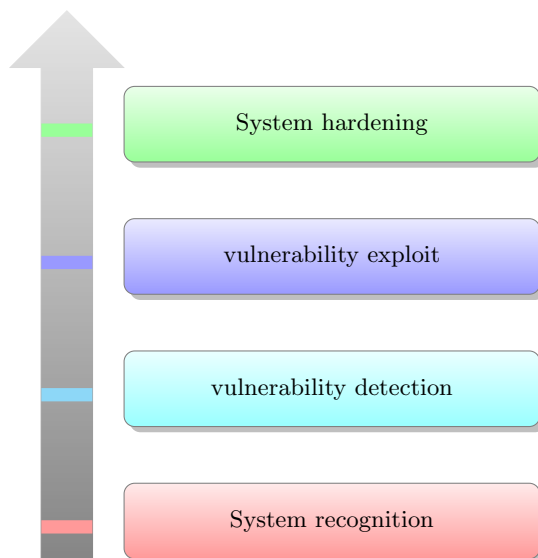 System hardening
vulnerability exploit
vulnerability detection
System recognition